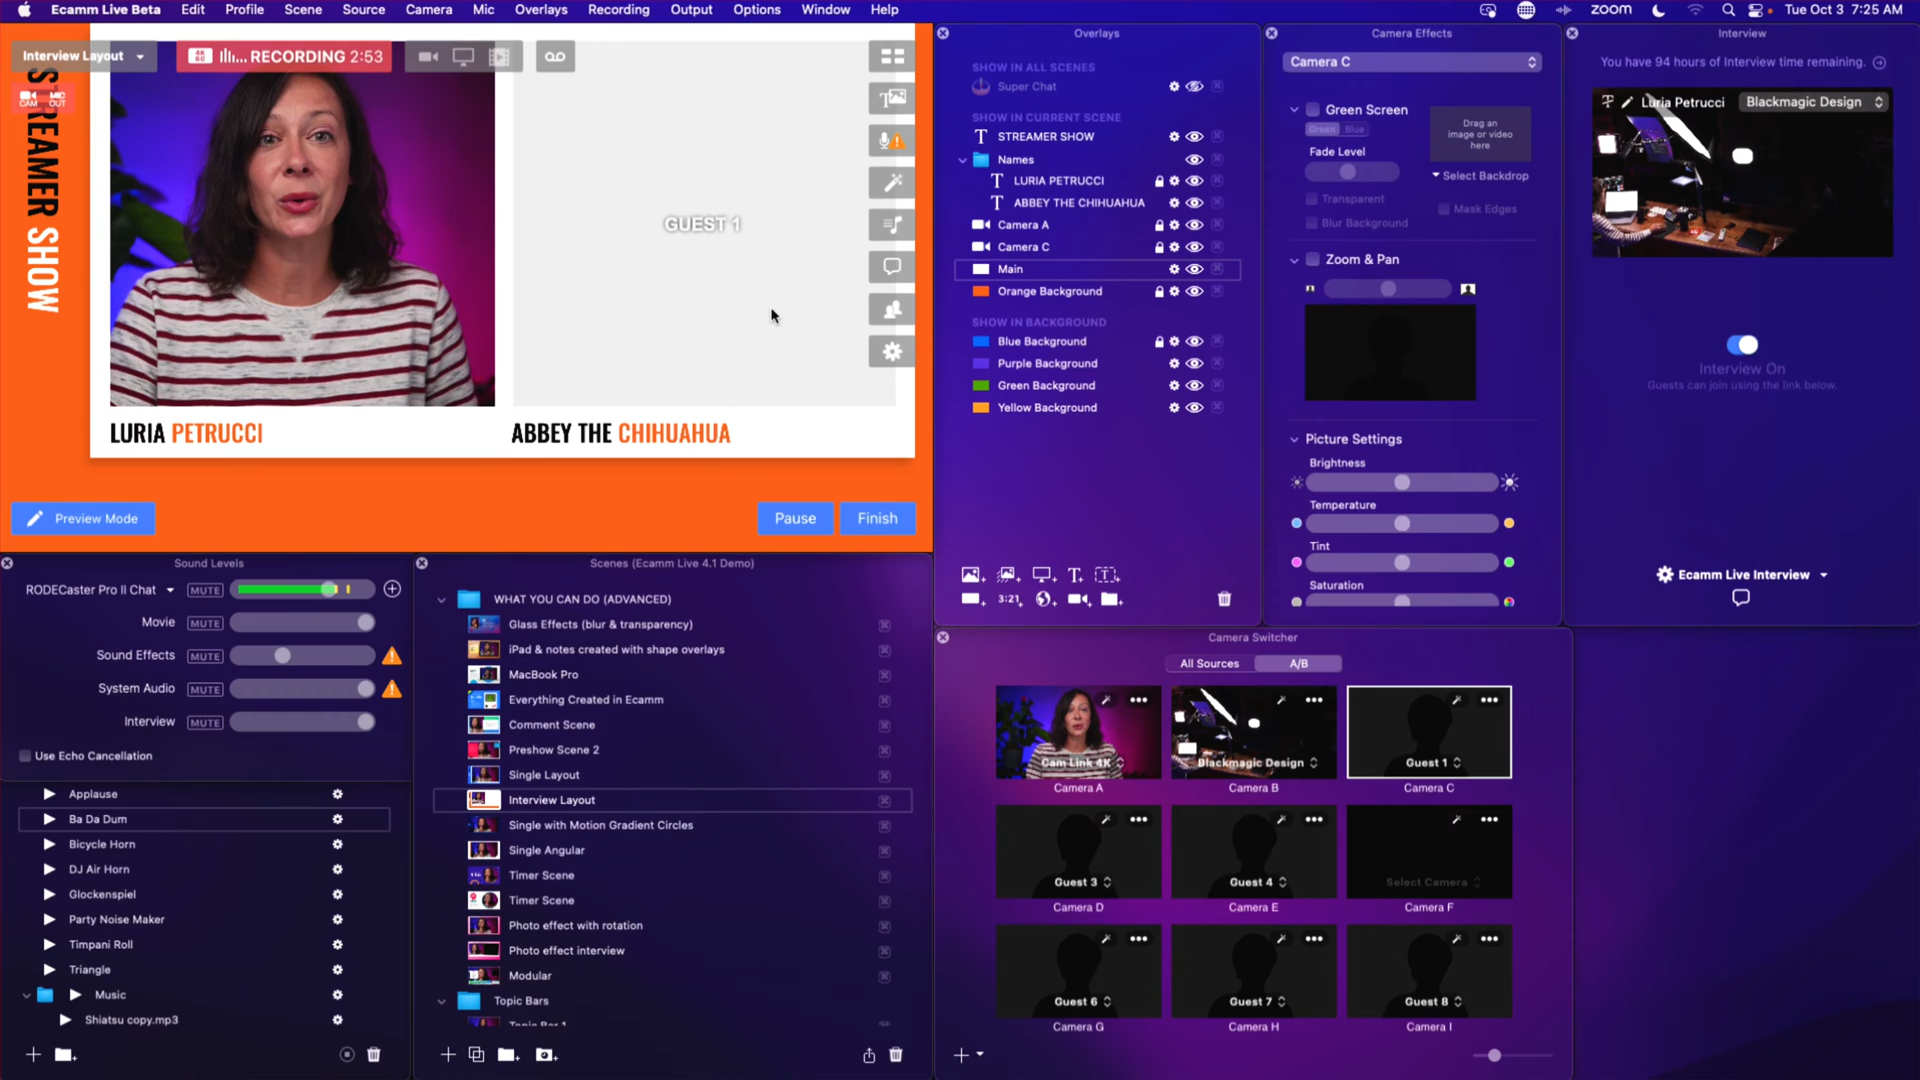 Ecamm Live Beta Edit Profile Scene Source Camera Mic Overlays Recording Output Options Window Help
zoom Tue Oct 3 7:25 AM
Interview Layout
4K 60 RECORDING 2:53
CAM MIC OUT
STREAMER SHOW
GUEST 1
LURIA PETRUCCI
ABBEY THE CHIHUAHUA
Preview Mode
Pause
Finish
Overlays
SHOW IN ALL SCENES
Super Chat
SHOW IN CURRENT SCENE
STREAMER SHOW
Names
LURIA PETRUCCI
ABBEY THE CHIHUAHUA
Camera A
Camera C
Main
Orange Background
SHOW IN BACKGROUND
Blue Background
Purple Background
Green Background
Yellow Background
3:21
Camera Effects
Camera C
Green Screen
Green Blue
Drag an
image or video
here
Fade Level
Select Backdrop
Transparent
Mask Edges
Blur Background
Zoom & Pan
Picture Settings
Brightness
Temperature
Tint
Saturation
Interview
You have 94 hours of Interview time remaining.
Luria Petrucci
Blackmagic Design
Interview On
Guests can join using the link below.
Ecamm Live Interview
Sound Levels
RODECaster Pro II Chat MUTE
Movie MUTE
Sound Effects MUTE
System Audio MUTE
Interview MUTE
Use Echo Cancellation
Applause
Ba Da Dum
Bicycle Horn
DJ Air Horn
Glockenspiel
Party Noise Maker
Timpani Roll
Triangle
Music
Shiatsu copy.mp3
Scenes (Ecamm Live 4.1 Demo)
WHAT YOU CAN DO (ADVANCED)
Glass Effects (blur & transparency)
iPad & notes created with shape overlays
MacBook Pro
Everything Created in Ecamm
Comment Scene
Preshow Scene 2
Single Layout
Interview Layout
Single with Motion Gradient Circles
Single Angular
Timer Scene
Timer Scene
Photo effect with rotation
Photo effect interview
Modular
Topic Bars
Topic Bar 1
Camera Switcher
All Sources A/B
Cam Link 4K
Blackmagic Design
Guest 1
Camera A
Camera B
Camera C
Guest 3
Guest 4
Select Camera
Camera D
Camera E
Camera F
Guest 6
Guest 7
Guest 8
Camera G
Camera H
Camera I